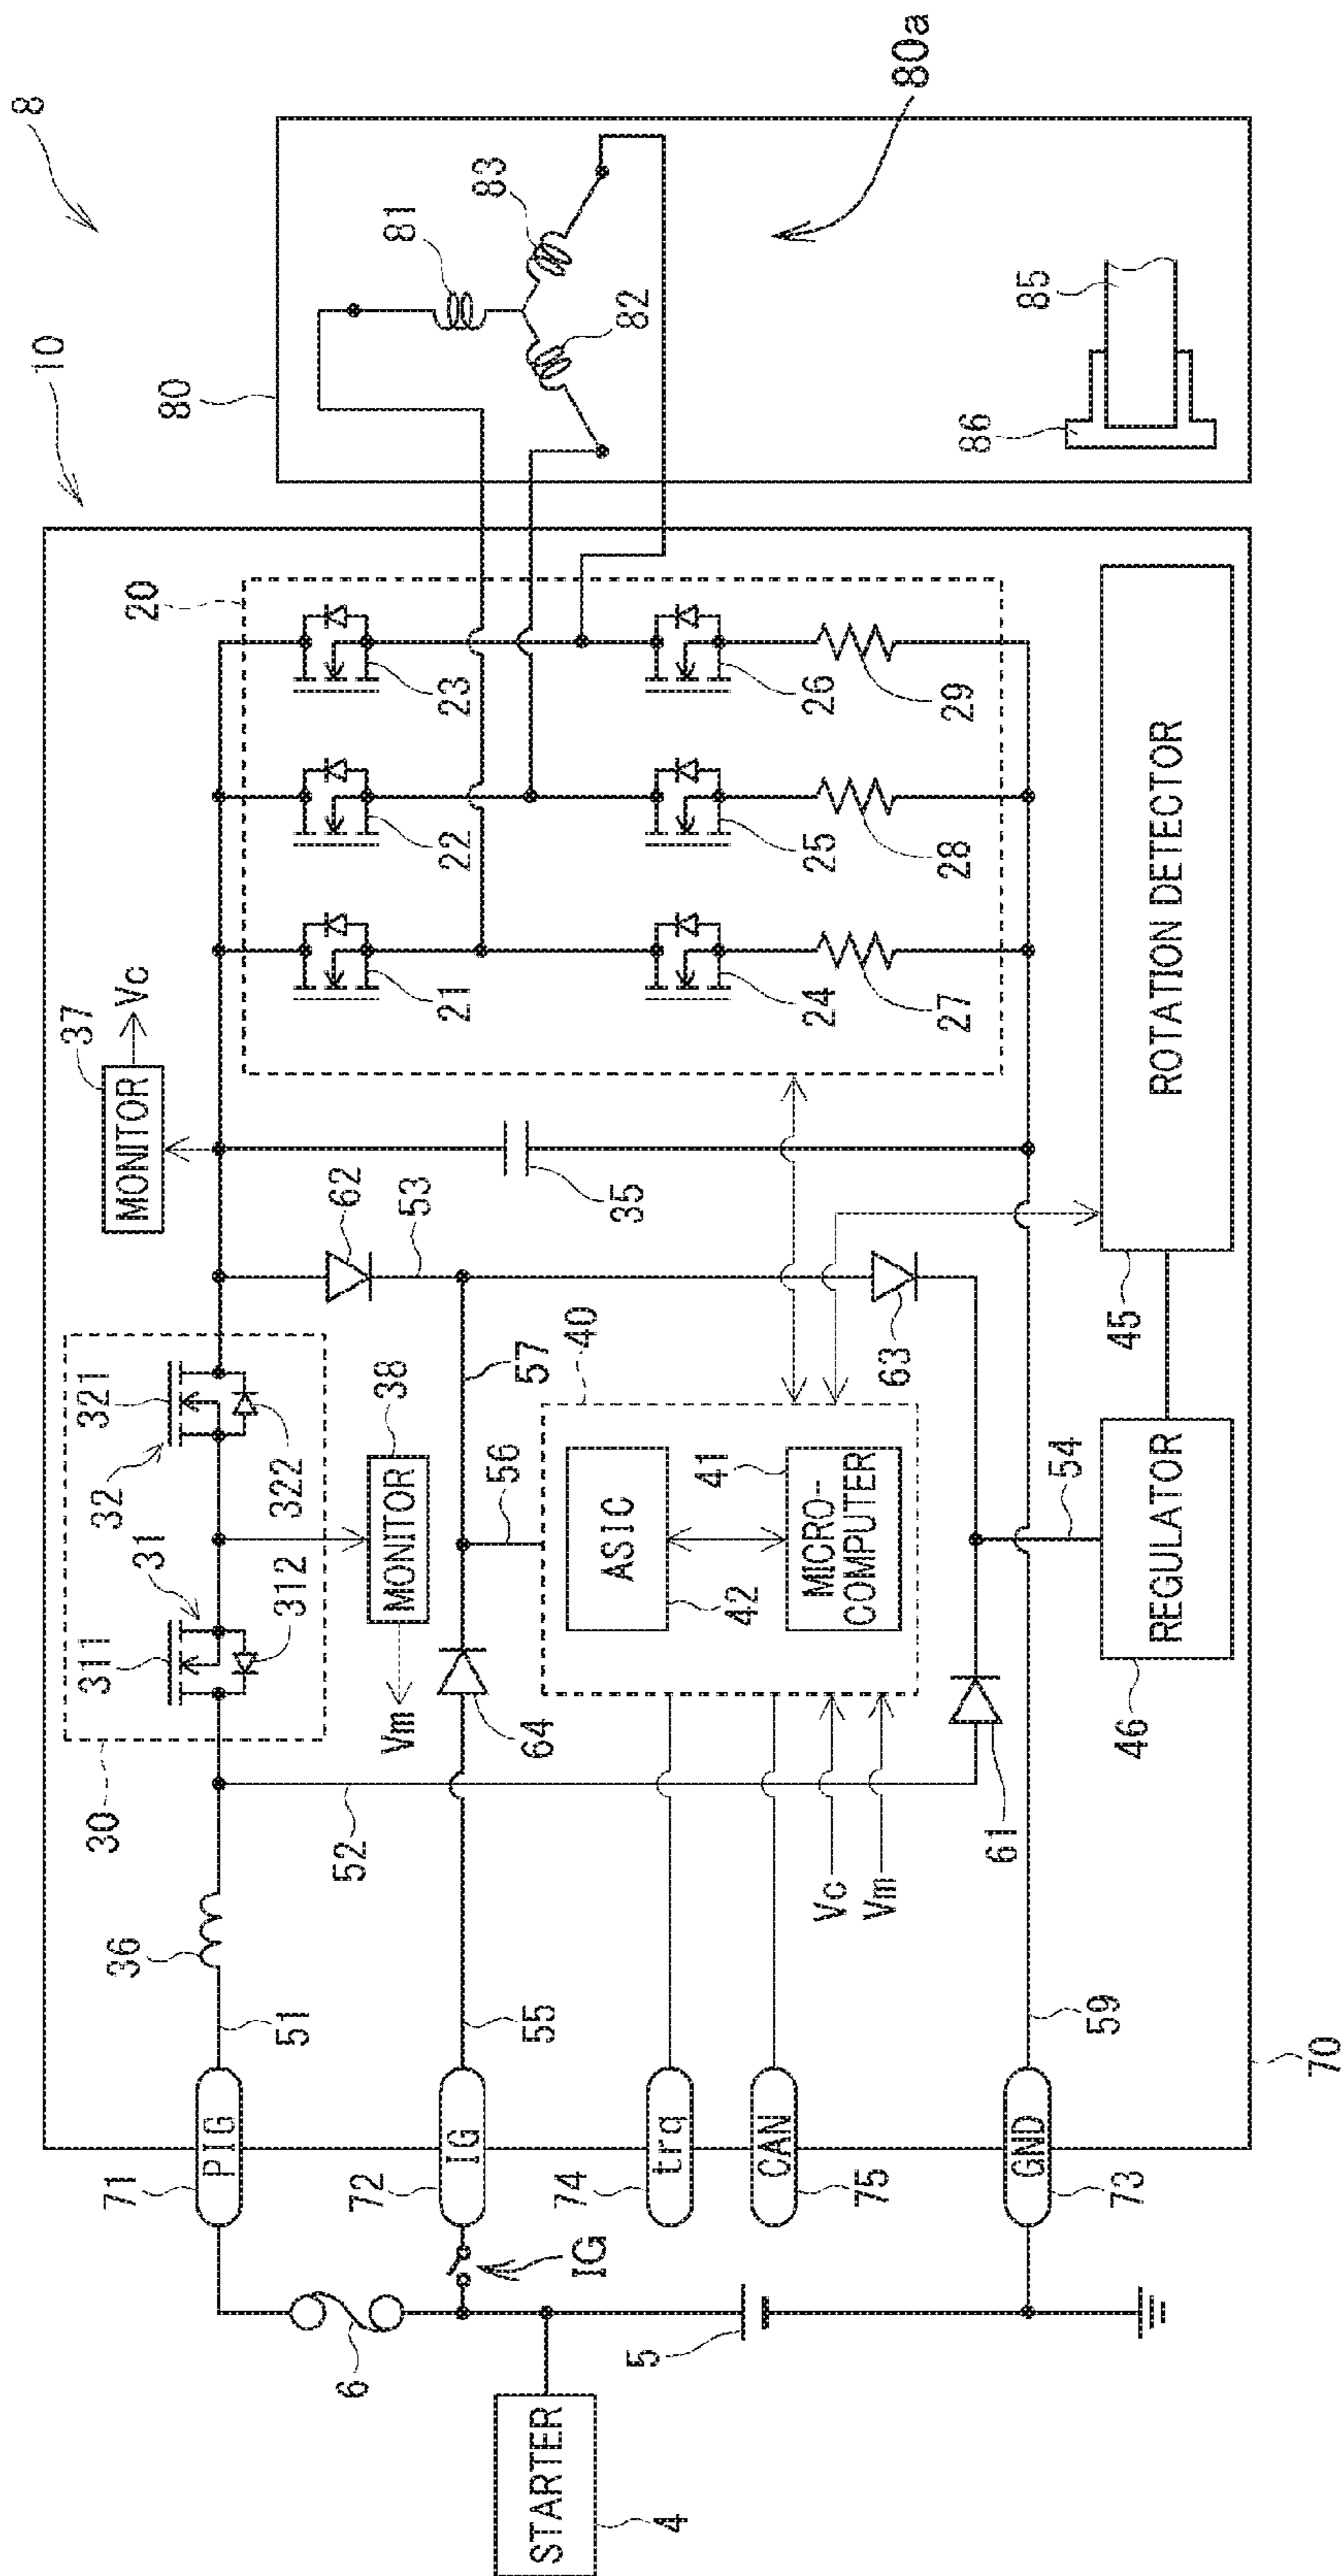 8
10
80
81
83
82
80a
85
86
20
23
22
21
26
25
24
29
28
27
37
MONITOR
Vc
62
53
35
ROTATION DETECTOR
45
321
32
322
31
311
312
30
38
MONITOR
Vm
57
56
40
ASIC
42
41
MICRO-
COMPUTER
63
54
REGULATOR
46
64
52
61
Vc
Vm
36
51
55
59
70
71
PIG
72
IG
74
trq
75
CAN
73
GND
IG
6
5
STARTER
4